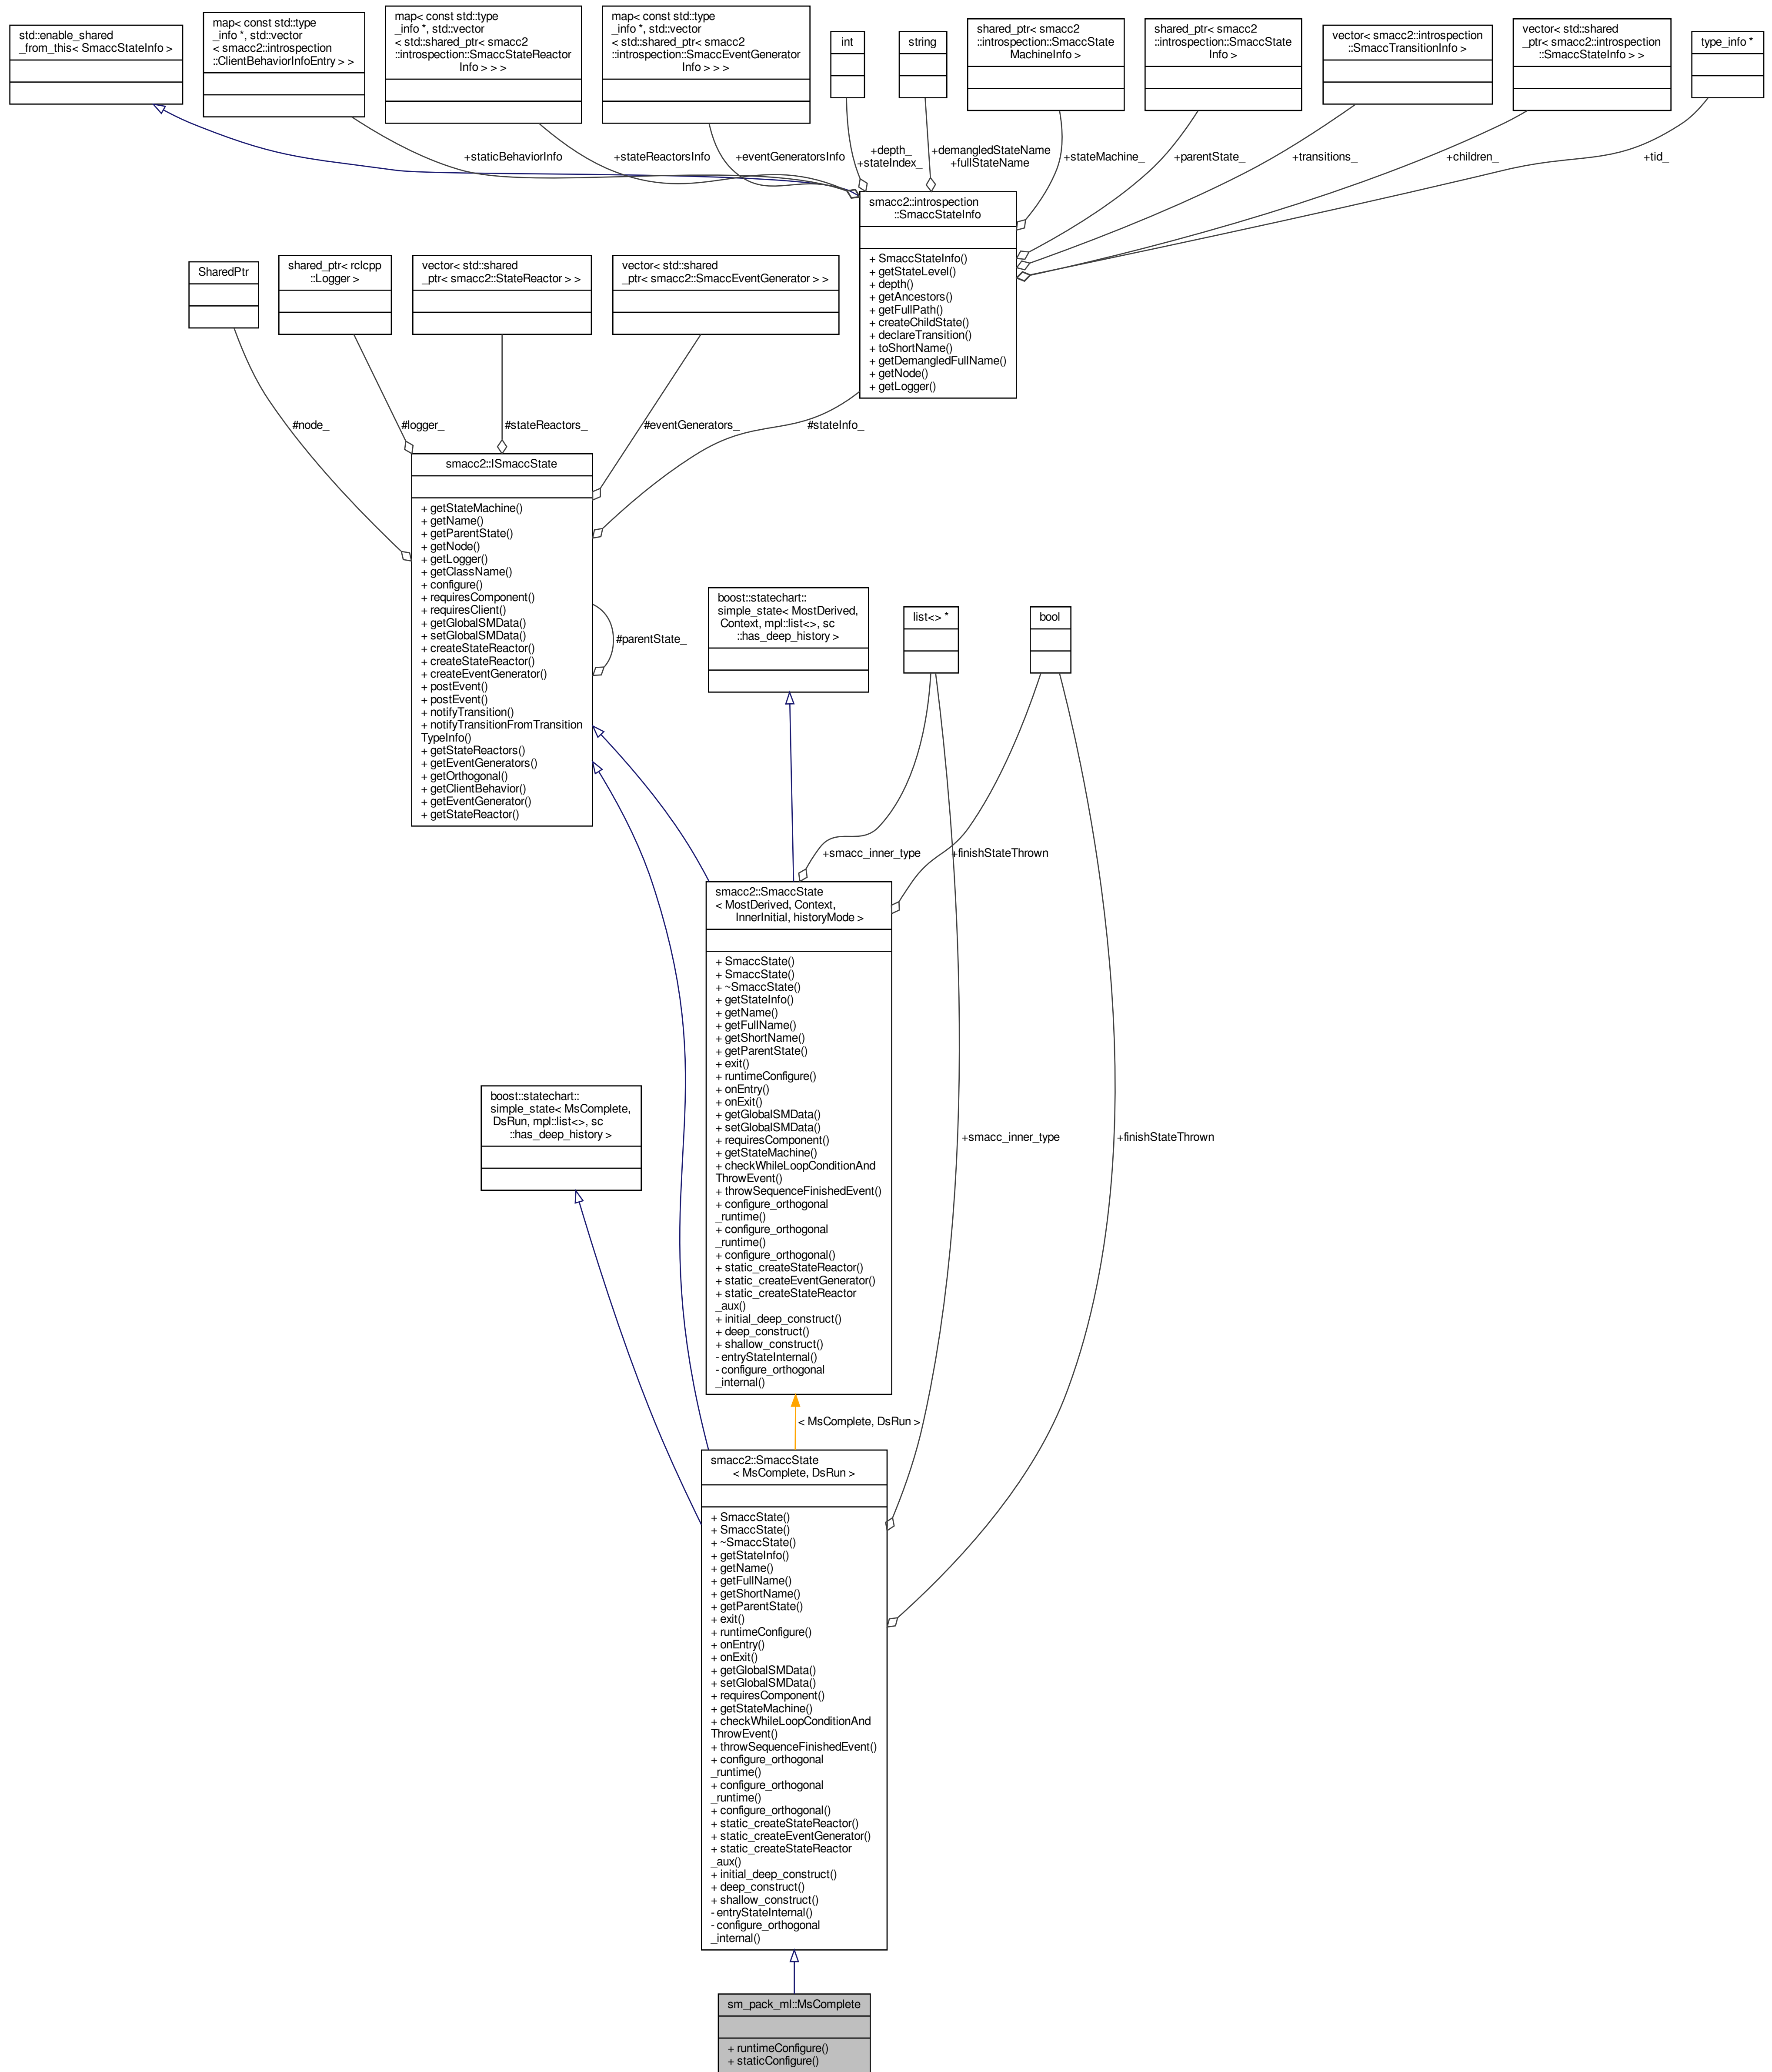 std::enable_shared
_from_this< SmaccStateInfo >
map< const std::type
_info *, std::vector
< smacc2::introspection
::ClientBehaviorInfoEntry > >
map< const std::type
_info *, std::vector
< std::shared_ptr< smacc2
::introspection::SmaccStateReactor
Info > > >
map< const std::type
_info *, std::vector
< std::shared_ptr< smacc2
::introspection::SmaccEventGenerator
Info > > >
int
string
shared_ptr< smacc2
::introspection::SmaccState
MachineInfo >
shared_ptr< smacc2
::introspection::SmaccState
Info >
vector< smacc2::introspection
::SmaccTransitionInfo >
vector< std::shared
_ptr< smacc2::introspection
::SmaccStateInfo > >
type_info *
+staticBehaviorInfo
+stateReactorsInfo
+eventGeneratorsInfo
+depth_
+stateIndex_
+demangledStateName
+fullStateName
+stateMachine_
+parentState_
+transitions_
+children_
+tid_
smacc2::introspection
::SmaccStateInfo
+ SmaccStateInfo()
+ getStateLevel()
+ depth()
+ getAncestors()
+ getFullPath()
+ createChildState()
+ declareTransition()
+ toShortName()
+ getDemangledFullName()
+ getNode()
+ getLogger()
SharedPtr
shared_ptr< rclcpp
::Logger >
vector< std::shared
_ptr< smacc2::StateReactor > >
vector< std::shared
_ptr< smacc2::SmaccEventGenerator > >
#node_
#logger_
#stateReactors_
#eventGenerators_
#stateInfo_
smacc2::ISmaccState
+ getStateMachine()
+ getName()
+ getParentState()
+ getNode()
+ getLogger()
+ getClassName()
+ configure()
+ requiresComponent()
+ requiresClient()
+ getGlobalSMData()
+ setGlobalSMData()
+ createStateReactor()
+ createStateReactor()
+ createEventGenerator()
+ postEvent()
+ postEvent()
+ notifyTransition()
+ notifyTransitionFromTransition
TypeInfo()
+ getStateReactors()
+ getEventGenerators()
+ getOrthogonal()
+ getClientBehavior()
+ getEventGenerator()
+ getStateReactor()
#parentState_
boost::statechart::
simple_state< MostDerived,
Context, mpl::list<>, sc
::has_deep_history >
list<> *
bool
+smacc_inner_type
+finishStateThrown
smacc2::SmaccState
< MostDerived, Context,
InnerInitial, historyMode >
+ SmaccState()
+ SmaccState()
+ ~SmaccState()
+ getStateInfo()
+ getName()
+ getFullName()
+ getShortName()
+ getParentState()
+ exit()
+ runtimeConfigure()
+ onEntry()
+ onExit()
+ getGlobalSMData()
+ setGlobalSMData()
+ requiresComponent()
+ getStateMachine()
+ checkWhileLoopConditionAnd
ThrowEvent()
+ throwSequenceFinishedEvent()
+ configure_orthogonal
_runtime()
+ configure_orthogonal
_runtime()
+ configure_orthogonal()
+ static_createStateReactor()
+ static_createEventGenerator()
+ static_createStateReactor
_aux()
+ initial_deep_construct()
+ deep_construct()
+ shallow_construct()
- entryStateInternal()
- configure_orthogonal
_internal()
boost::statechart::
simple_state< MsComplete,
DsRun, mpl::list<>, sc
::has_deep_history >
+smacc_inner_type
+finishStateThrown
< MsComplete, DsRun >
smacc2::SmaccState
< MsComplete, DsRun >
+ SmaccState()
+ SmaccState()
+ ~SmaccState()
+ getStateInfo()
+ getName()
+ getFullName()
+ getShortName()
+ getParentState()
+ exit()
+ runtimeConfigure()
+ onEntry()
+ onExit()
+ getGlobalSMData()
+ setGlobalSMData()
+ requiresComponent()
+ getStateMachine()
+ checkWhileLoopConditionAnd
ThrowEvent()
+ throwSequenceFinishedEvent()
+ configure_orthogonal
_runtime()
+ configure_orthogonal
_runtime()
+ configure_orthogonal()
+ static_createStateReactor()
+ static_createEventGenerator()
+ static_createStateReactor
_aux()
+ initial_deep_construct()
+ deep_construct()
+ shallow_construct()
- entryStateInternal()
- configure_orthogonal
_internal()
sm_pack_ml::MsComplete
+ runtimeConfigure()
+ staticConfigure()